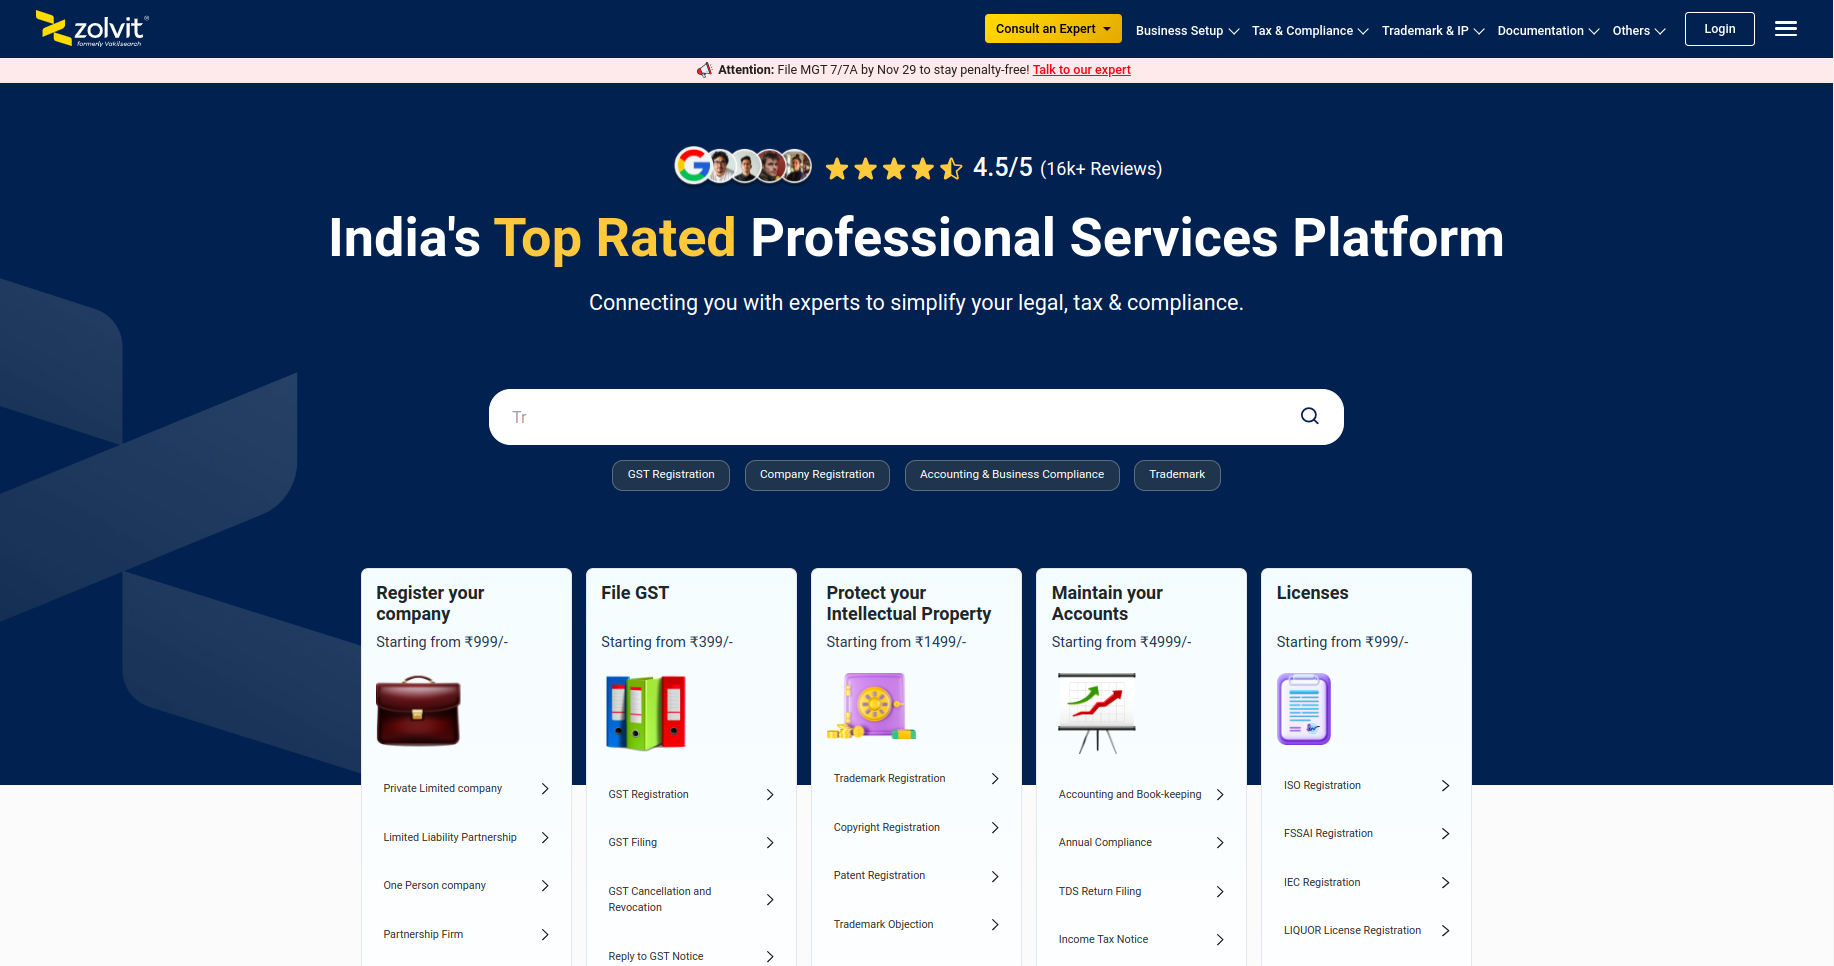 zolvit®
formerly Vakilsearch
Consult an Expert
Business Setup
Tax & Compliance
Trademark & IP
Documentation
Others
Login
Attention: File MGT 7/7A by Nov 29 to stay penalty-free! Talk to our expert
4.5/5 (16k+ Reviews)
India's Top Rated Professional Services Platform
Connecting you with experts to simplify your legal, tax & compliance.
Tr
GST Registration
Company Registration
Accounting & Business Compliance
Trademark
Register your
company
Starting from ₹999/-
Private Limited company
Limited Liability Partnership
One Person company
Partnership Firm
File GST
Starting from ₹399/-
GST Registration
GST Filing
GST Cancellation and
Revocation
Reply to GST Notice
Protect your
Intellectual Property
Starting from ₹1499/-
Trademark Registration
Copyright Registration
Patent Registration
Trademark Objection
Maintain your
Accounts
Starting from ₹4999/-
Accounting and Book-keeping
Annual Compliance
TDS Return Filing
Income Tax Notice
Licenses
Starting from ₹999/-
ISO Registration
FSSAI Registration
IEC Registration
LIQUOR License Registration